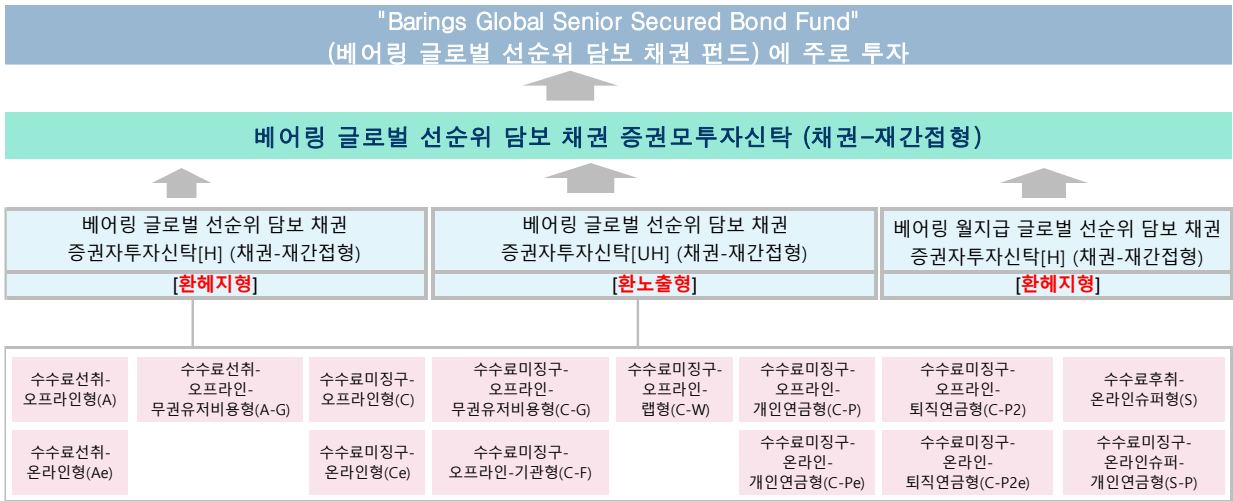 "Barings Global Senior Secured Bond Fund"
(베어링 글로벌 선순위 담보 채권 펀드) 에 주로 투자
베어링 글로벌 선순위 담보 채권 증권모투자신탁 (채권-재간접형)
베어링 글로벌 선순위 담보 채권
증권자투자신탁[H] (채권-재간접형)
[환헤지형]
베어링 글로벌 선순위 담보 채권
증권자투자신탁[UH] (채권-재간접형)
[환노출형]
베어링 월지급 글로벌 선순위 담보 채권
증권자투자신탁[H] (채권-재간접형)
[환헤지형]
수수료선취-
오프라인형(A)
수수료선취-
오프라인-
무권유저비용형(A-G)
수수료미징구-
오프라인형(C)
수수료미징구-
오프라인-
무권유저비용형(C-G)
수수료미징구-
오프라인-
랩형(C-W)
수수료미징구-
오프라인-
개인연금형(C-P)
수수료미징구-
오프라인-
퇴직연금형(C-P2)
수수료후취-
온라인슈퍼형(S)
수수료선취-
온라인형(Ae)
수수료미징구-
온라인형(Ce)
수수료미징구-
오프라인-기관형(C-F)
수수료미징구-
온라인-
개인연금형(C-Pe)
수수료미징구-
온라인-
퇴직연금형(C-P2e)
수수료미징구-
온라인슈퍼-
개인연금형(S-P)